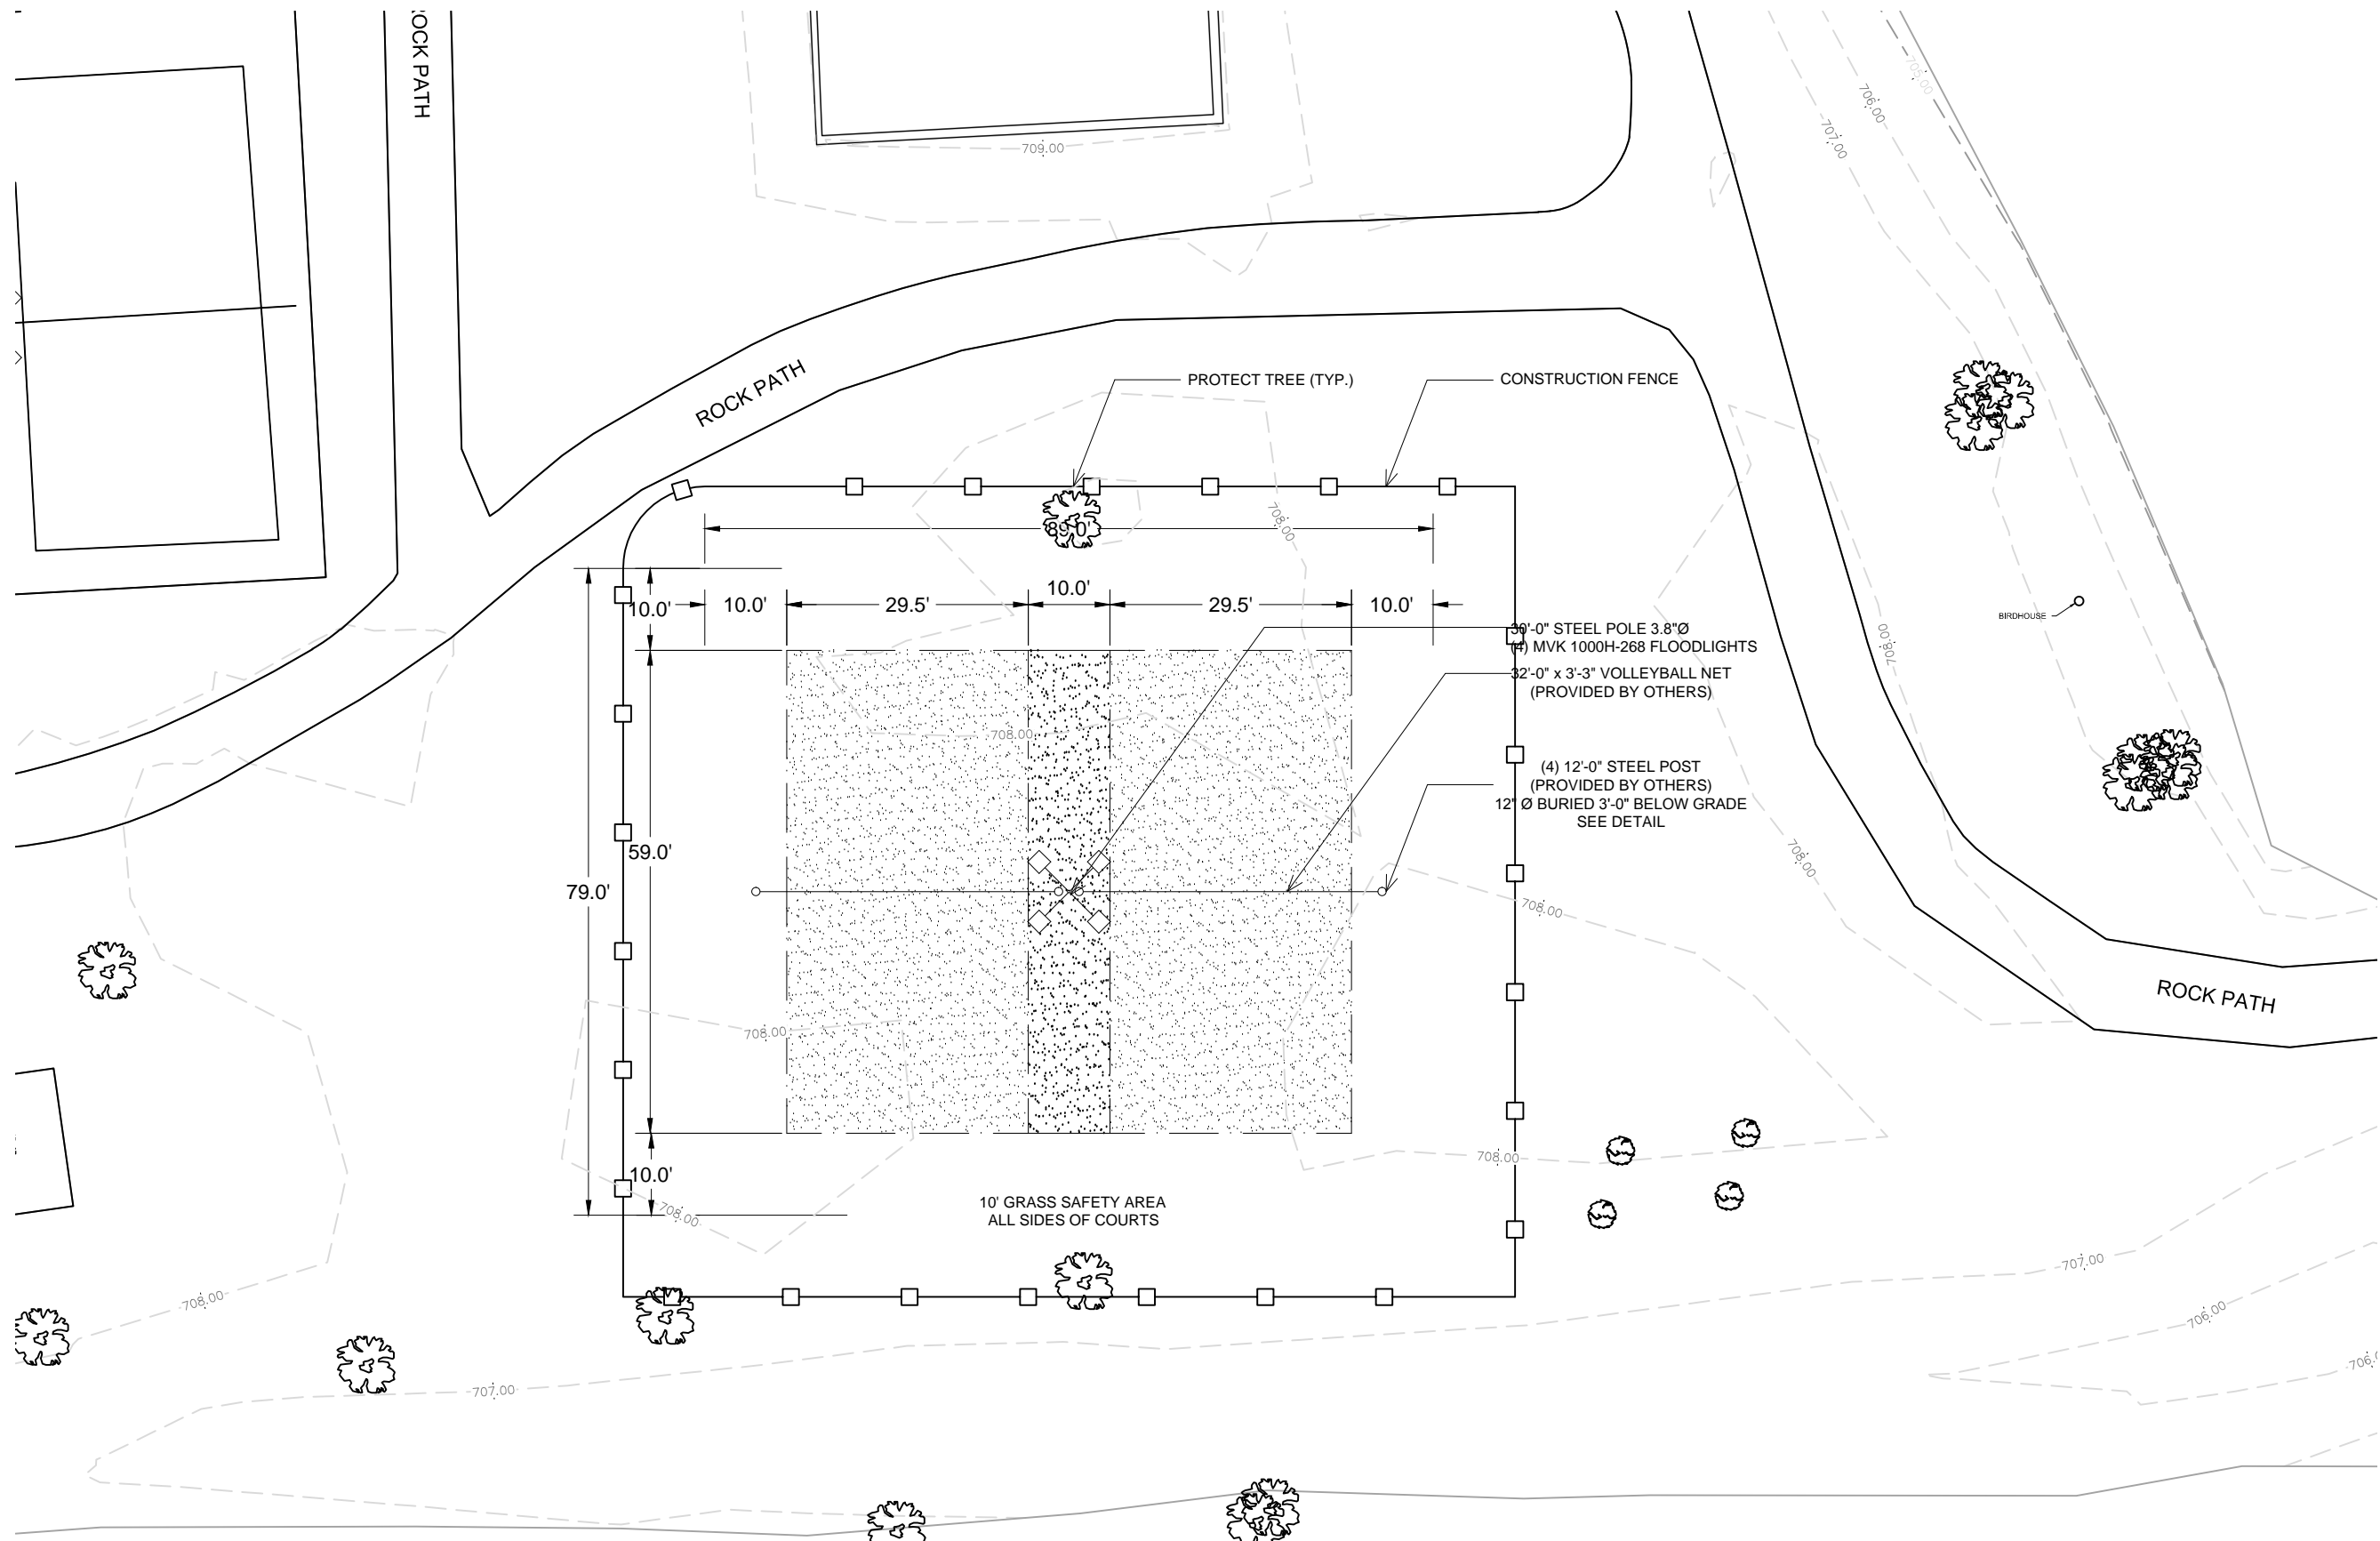 ROCK PATH
705.00
706.00
707.00
709.00
PROTECT TREE (TYP.)
CONSTRUCTION FENCE
ROCK PATH
708.00
89.0'
10.0'
10.0'
10.0'
29.5'
29.5'
10.0'
BIRDHOUSE
30'-0" STEEL POLE 3.8"Ø
(4) MVK 1000H-268 FLOODLIGHTS
708.00
32'-0" x 3'-3" VOLLEYBALL NET
(PROVIDED BY OTHERS)
708.00
(4) 12'-0" STEEL POST
(PROVIDED BY OTHERS)
12" Ø BURIED 3'-0" BELOW GRADE
SEE DETAIL
59.0'
708.00
79.0'
708.00
ROCK PATH
708.00
708.00
10.0'
10' GRASS SAFETY AREA
ALL SIDES OF COURTS
708.00
707.00
708.00
706.00
707.00